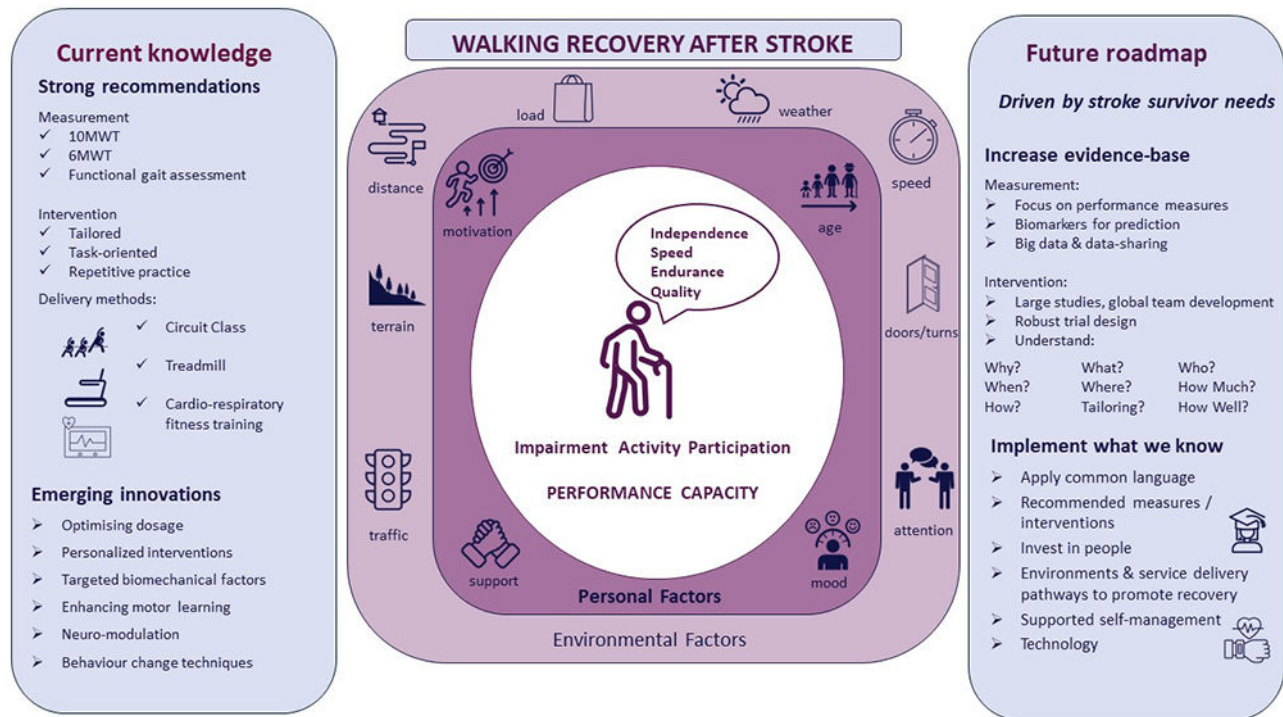 Current knowledge
Strong recommendations
Measurement
✓ 10MWT
✓ 6MWT
✓ Functional gait assessment
Intervention
✓ Tailored
✓ Task-oriented
✓ Repetitive practice
Delivery methods:
✓ Circuit Class
✓ Treadmill
✓ Cardio-respiratory
fitness training
Emerging innovations
➢ Optimising dosage
➢ Personalized interventions
➢ Targeted biomechanical factors
➢ Enhancing motor learning
➢ Neuro-modulation
➢ Behaviour change techniques
WALKING RECOVERY AFTER STROKE
load
weather
distance
speed
motivation
age
Independence
Speed
Endurance
Quality
terrain
doors/turns
Impairment Activity Participation
PERFORMANCE CAPACITY
traffic
attention
support
mood
Personal Factors
Environmental Factors
Future roadmap
Driven by stroke survivor needs
Increase evidence-base
Measurement:
➢ Focus on performance measures
➢ Biomarkers for prediction
➢ Big data & data-sharing
Intervention:
➢ Large studies, global team development
➢ Robust trial design
➢ Understand:
Why? What? Who?
When? Where? How Much?
How? Tailoring? How Well?
Implement what we know
➢ Apply common language
➢ Recommended measures /
interventions
➢ Invest in people
➢ Environments & service delivery
pathways to promote recovery
➢ Supported self-management
➢ Technology